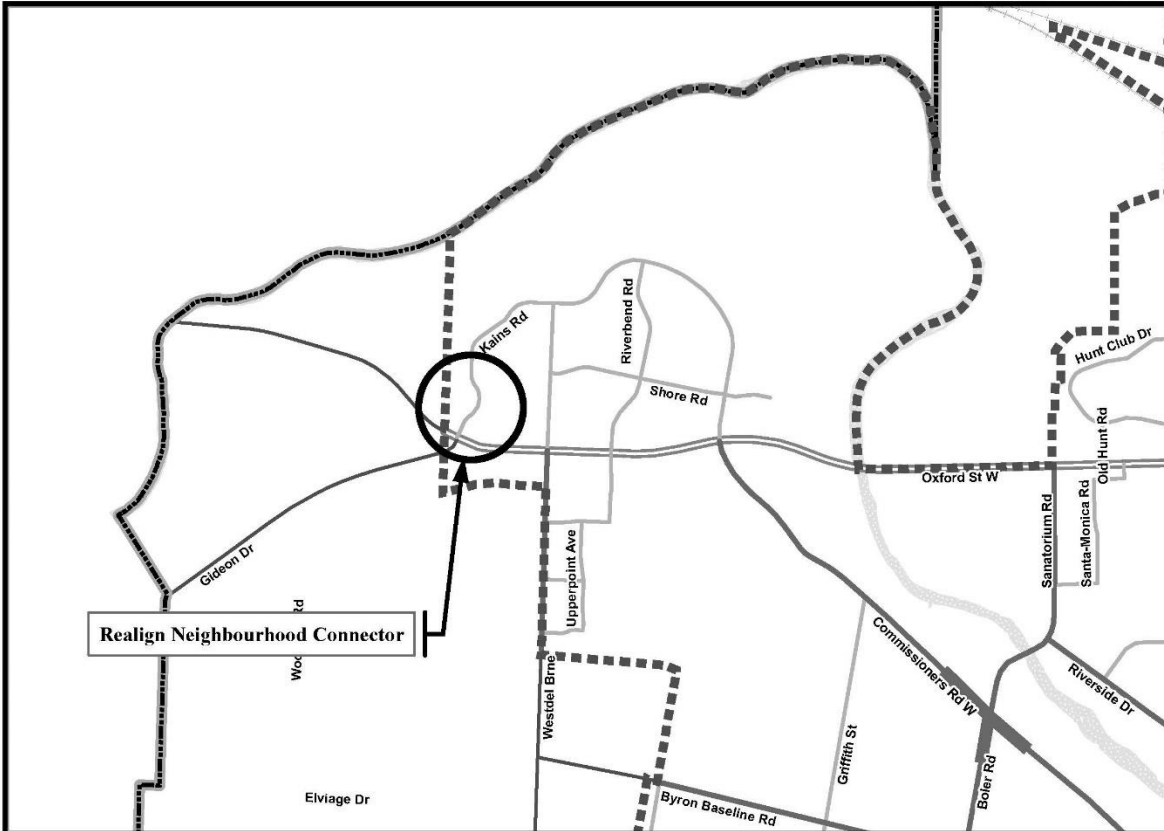 Kains Rd
Riverbend Rd
Shore Rd
Hunt Club Dr
Old Hunt Rd
Oxford St W
Santa-Monica Rd
Sanatorium Rd
Gideon Dr
Upperpoint Ave
Realign Neighbourhood Connector
Rd
Westdel Brne
Commissioners Rd W
Riverside Dr
Griffith St
Boler Rd
Elviage Dr
Byron Baseline Rd